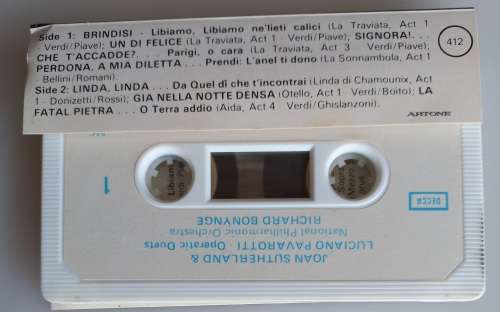 Side 1: BRINDISI - Libiamo, Libiamo ne'lieti calici (La Traviata, Act 1
Verdi/Piave); UN DI FELICE (La Traviata, Act 1 - Verdi/Piave); SIGNORA!. .
CHE T'ACCADDE?. . . Parigi, o cara (La Traviata, Act 3 - Verdi/Piave);
PERDONA, A MIA DILETTA . . . Prendi: L'anel ti dono (La Sonnambula, Act 1
Bellini/Romani).
Side 2: LINDA, LINDA . . . Da Quel dì che t'incontrai (Linda di Chamounix, Act
1 - Donizetti/Rossi); GIA NELLA NOTTE DENSA (Otello, Act 1 - Verdi/Boito); LA
FATAL PIETRA . . . O Terra addio (Aida, Act 4 - Verdi/Ghislanzoni).
412
ARTONE
1
DECCA
JOAN SUTHERLAND &
LUCIANO PAVAROTTI - Operatic Duets
National Philharmonic Orchestra
RICHARD BONYNGE